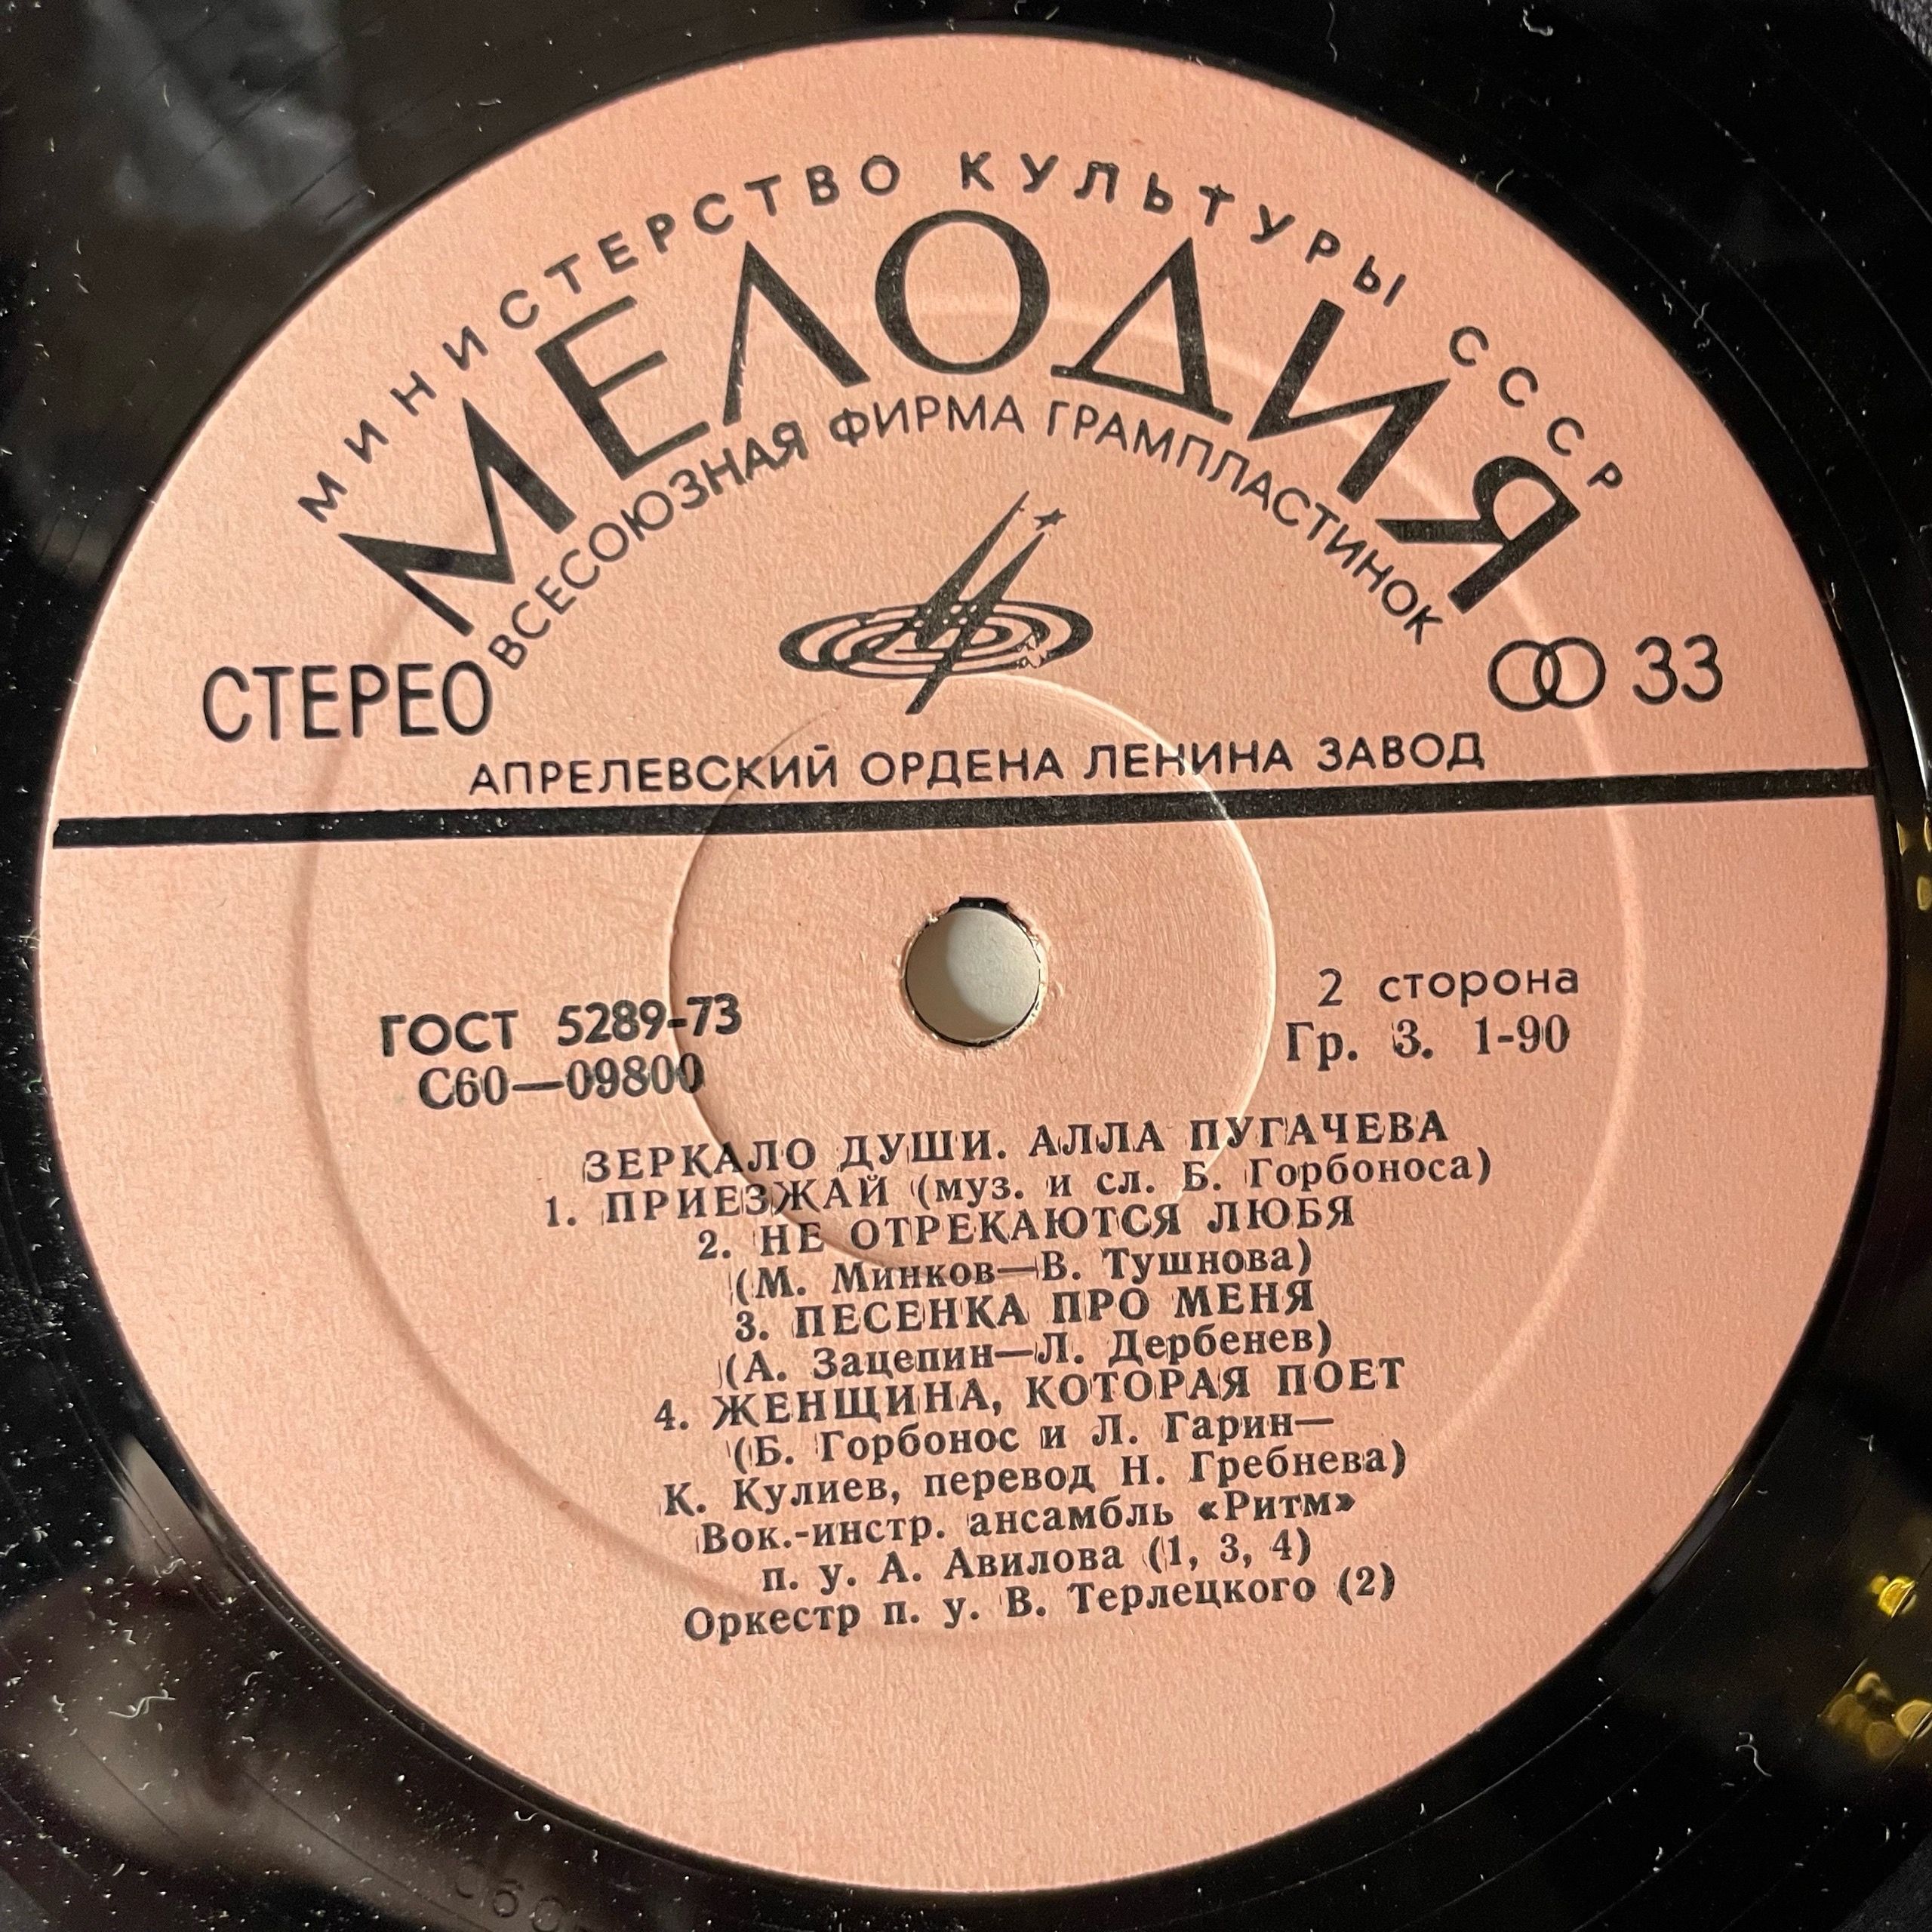 МИНИСТЕРСТВО КУЛЬТУРЫ СССР
МЕЛОДИЯ
ВСЕСОЮЗНАЯ ФИРМА ГРАМПЛАСТИНОК
СТЕРЕО
33
АПРЕЛЕВСКИЙ ОРДЕНА ЛЕНИНА ЗАВОД
ГОСТ 5289-73
С60—09800
2 сторона
Гр. 3. 1-90
ЗЕРКАЛО ДУШИ. АЛЛА ПУГАЧЕВА
1. ПРИЕЗЖАЙ (муз. и сл. Б. Горбоноса)
2. НЕ ОТРЕКАЮТСЯ ЛЮБЯ
(М. Минков—В. Тушнова)
3. ПЕСЕНКА ПРО МЕНЯ
(А. Зацепин—Л. Дербенев)
4. ЖЕНЩИНА, КОТОРАЯ ПОЕТ
(Б. Горбонос и Л. Гарин—
К. Кулиев, перевод Н. Гребнева)
Вок.-инстр. ансамбль «Ритм»
п. у. А. Авилова (1, 3, 4)
Оркестр п. у. В. Терлецкого (2)